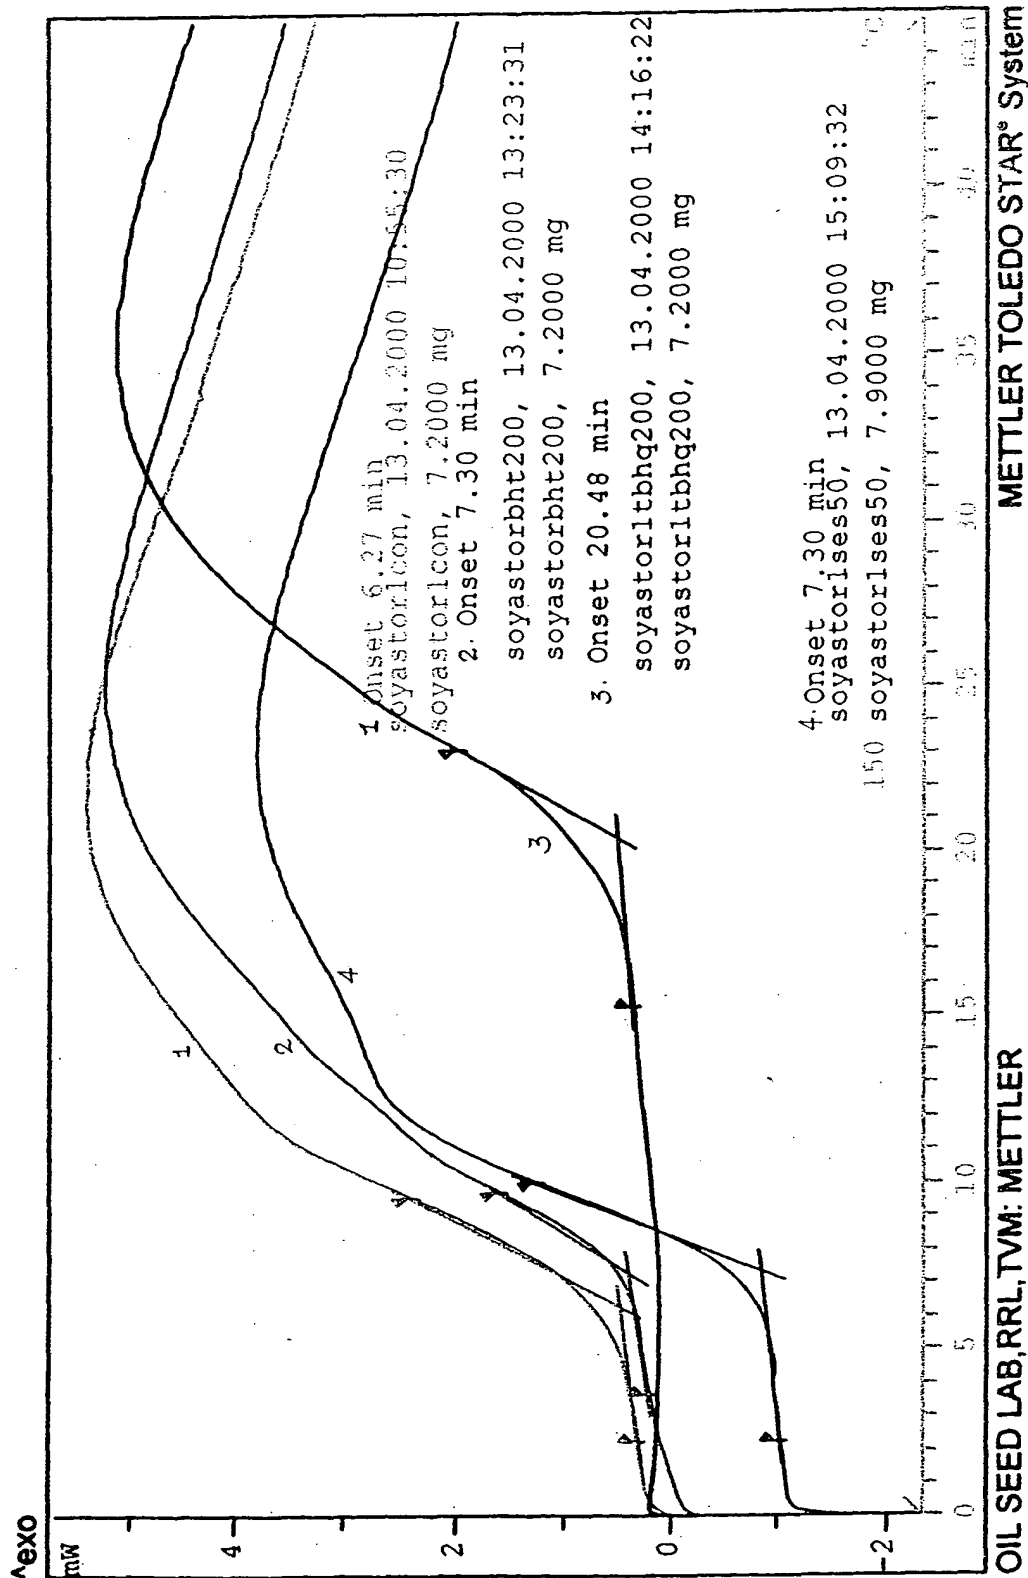 ^exo
mW
4
2
0
-2
1
2
3
4
1 Onset 6.27 min
soyastorlcon, 13.04.2000 10:55:30
soyastorlcon, 7.2000 mg
2. Onset 7.30 min
soyastorbht200, 13.04.2000 13:23:31
soyastorbht200, 7.2000 mg
3. Onset 20.48 min
soyastorltbhq200, 13.04.2000 14:16:22
soyastorltbhq200, 7.2000 mg
4. Onset 7.30 min
soyastorlses50, 13.04.2000 15:09:32
soyastorlses50, 7.9000 mg
150 °C
0 5 10 15 20 25 30 35 40 min
OIL SEED LAB,RRL,TVM: METTLER METTLER TOLEDO STAR® System